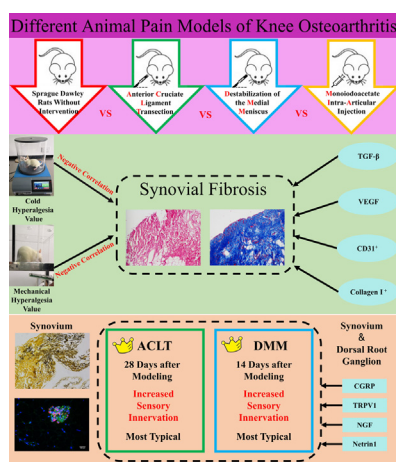 Different Animal Pain Models of Knee Osteoarthritis
Sprague Dawley
Rats Without
Intervention
VS
Anterior Cruciate
Ligament
Transection
VS
Destabilization of
the Medial
Meniscus
VS
Monoiodoacetate
Intra-Articular
Injection
Cold
Hyperalgesia
Value
Negative Correlation
Mechanical
Hyperalgesia
Value
Negative Correlation
Synovial Fibrosis
TGF-β
VEGF
CD31⁺
Collagen I⁺
Synovium
ACLT
28 Days after
Modeling
Increased
Sensory
Innervation
Most Typical
DMM
14 Days after
Modeling
Increased
Sensory
Innervation
Most Typical
Synovium
&
Dorsal Root
Ganglion
CGRP
TRPV1
NGF
Netrin1